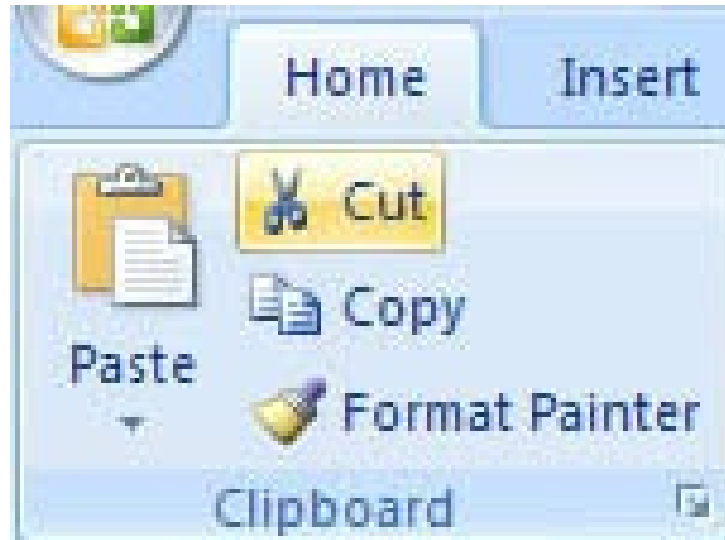 Home Insert
Cut
Copy
Paste
Format Painter
Clipboard